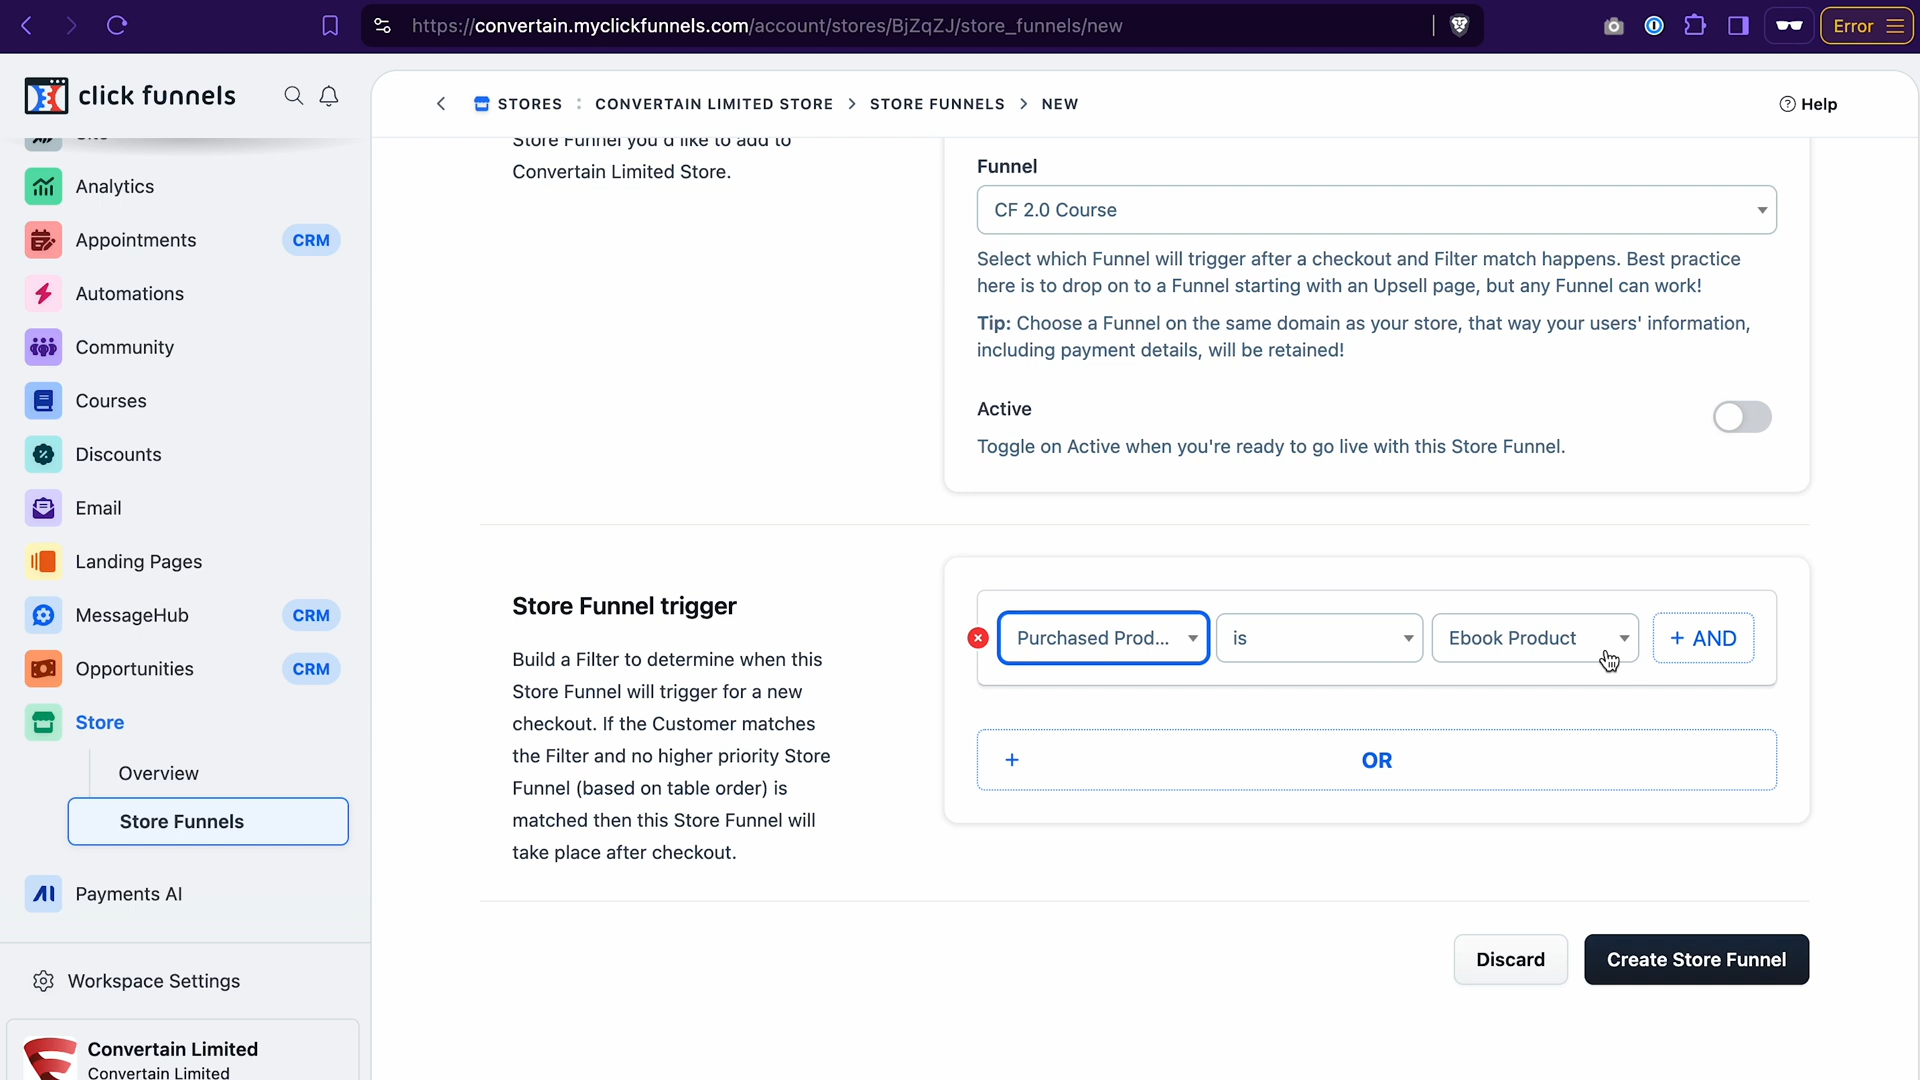 https://convertain.myclickfunnels.com/account/stores/BjZqZJ/store_funnels/new
Error
click funnels
STORES : CONVERTAIN LIMITED STORE > STORE FUNNELS > NEW
Help
Analytics
Appointments CRM
Automations
Community
Courses
Discounts
Email
Landing Pages
MessageHub CRM
Opportunities CRM
Store
Overview
Store Funnels
Payments AI
Workspace Settings
Convertain Limited
Convertain Limited
Store Funnel you'd like to add to
Convertain Limited Store.
Funnel
CF 2.0 Course
Select which Funnel will trigger after a checkout and Filter match happens. Best practice
here is to drop on to a Funnel starting with an Upsell page, but any Funnel can work!
Tip: Choose a Funnel on the same domain as your store, that way your users' information,
including payment details, will be retained!
Active
Toggle on Active when you're ready to go live with this Store Funnel.
Store Funnel trigger
Build a Filter to determine when this
Store Funnel will trigger for a new
checkout. If the Customer matches
the Filter and no higher priority Store
Funnel (based on table order) is
matched then this Store Funnel will
take place after checkout.
Purchased Prod... is Ebook Product + AND
+ OR
Discard Create Store Funnel